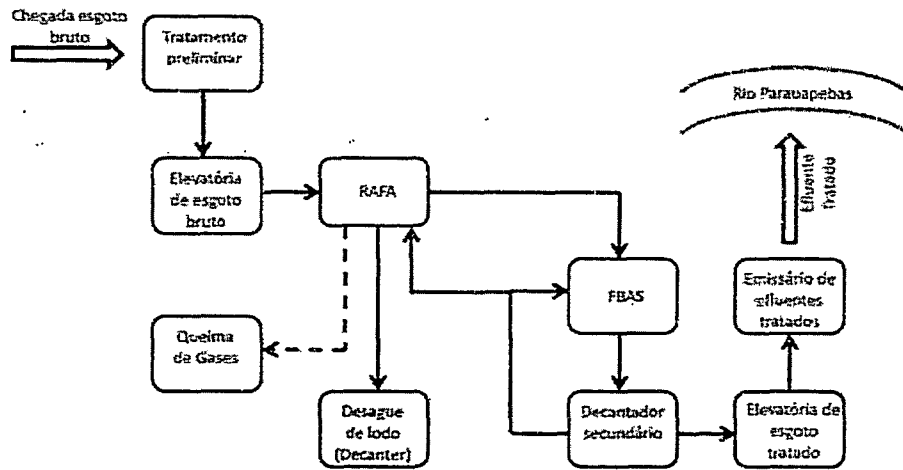 Chegada esgoto
bruto
Tratamento
preliminar
Rio Parauapebas
Elevatória
de esgoto
bruto
RAFA
Efluente
tratado
FBAS
Emissário de
efluentes
tratados
Queima
de Gases
Desague
de lodo
(Decanter)
Decantador
secundário
Elevatória de
esgoto
tratado